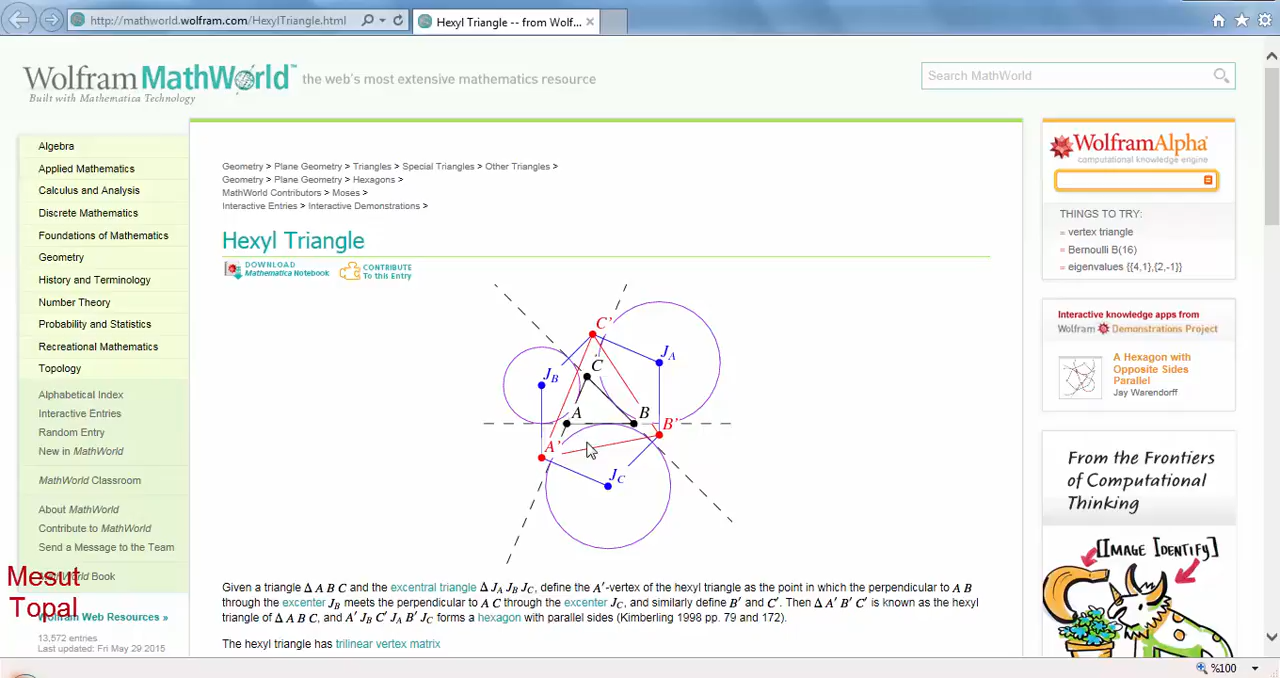 http://mathworld.wolfram.com/HexylTriangle.html
Hexyl Triangle -- from Wolf...
Wolfram MathWorld™ the web's most extensive mathematics resource
Built with Mathematica Technology
Search MathWorld
Algebra
Applied Mathematics
Calculus and Analysis
Discrete Mathematics
Foundations of Mathematics
Geometry
History and Terminology
Number Theory
Probability and Statistics
Recreational Mathematics
Topology
Alphabetical Index
Interactive Entries
Random Entry
New in MathWorld
MathWorld Classroom
About MathWorld
Contribute to MathWorld
Send a Message to the Team
Book
Mesut
Topal
Wolfram Web Resources »
13,572 entries
Last updated: Fri May 29 2015
Geometry > Plane Geometry > Triangles > Special Triangles > Other Triangles >
Geometry > Plane Geometry > Hexagons >
MathWorld Contributors > Moses >
Interactive Entries > Interactive Demonstrations >
Hexyl Triangle
DOWNLOAD
Mathematica Notebook
CONTRIBUTE
To this Entry
C'
J_A
C
J_B
A
B
B'
A'
J_C
Given a triangle Δ A B C and the excentral triangle Δ J_A J_B J_C, define the A'-vertex of the hexyl triangle as the point in which the perpendicular to A B
through the excenter J_B meets the perpendicular to A C through the excenter J_C, and similarly define B' and C'. Then Δ A' B' C' is known as the hexyl
triangle of Δ A B C, and A' J_B C' J_A B' J_C forms a hexagon with parallel sides (Kimberling 1998 pp. 79 and 172).
The hexyl triangle has trilinear vertex matrix
WolframAlpha
computational knowledge engine
THINGS TO TRY:
= vertex triangle
= Bernoulli B(16)
= eigenvalues {{4,1},{2,-1}}
Interactive knowledge apps from
Wolfram Demonstrations Project
A Hexagon with
Opposite Sides
Parallel
Jay Warendorff
From the Frontiers
of Computational
Thinking
[IMAGE IDENTIFY]
%100